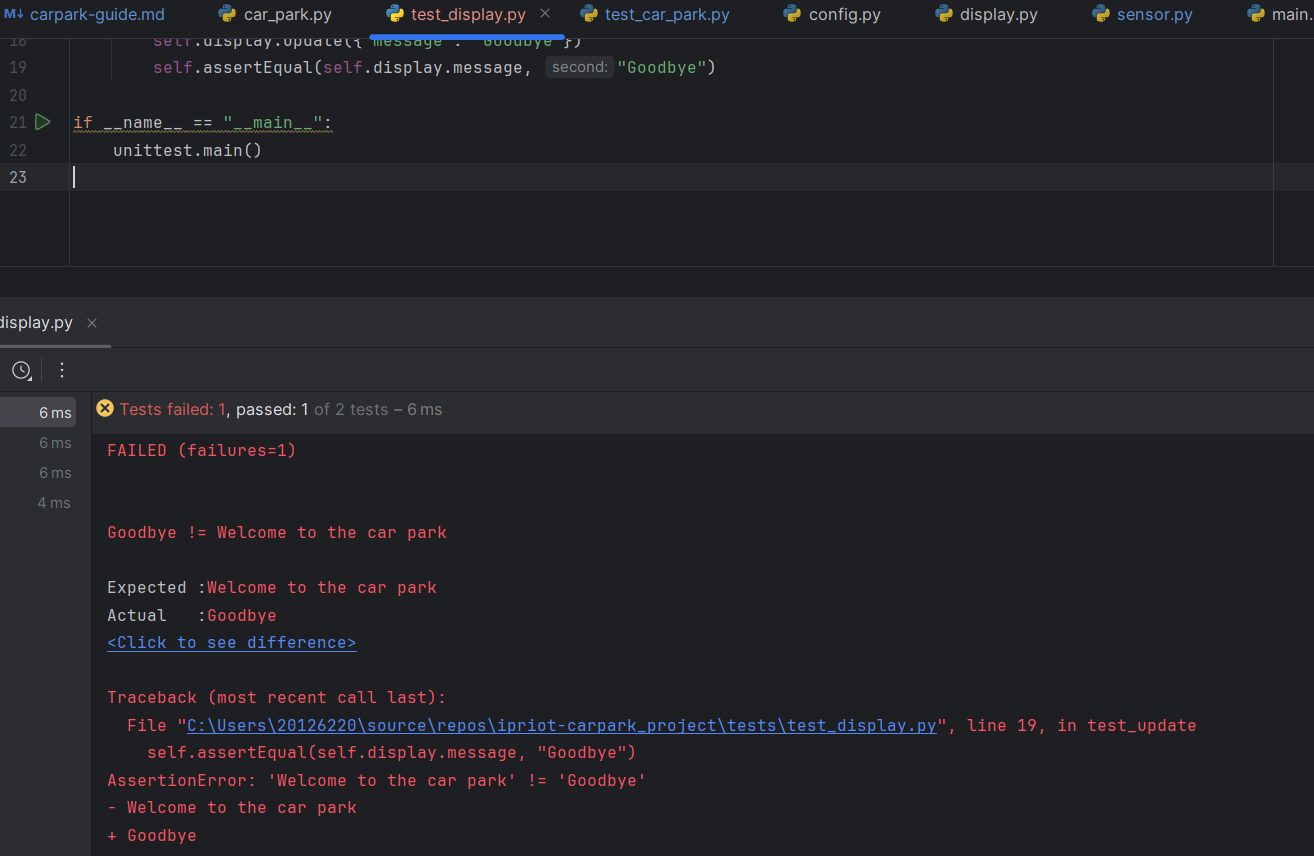 M↓ carpark-guide.md car_park.py test_display.py × test_car_park.py config.py display.py sensor.py main.
18 self.display.update({"message": "Goodbye"})
19 self.assertEqual(self.display.message, second: "Goodbye")
20
21 if __name__ == "__main__":
22 unittest.main()
23
display.py ×
6 ms Tests failed: 1, passed: 1 of 2 tests – 6 ms
6 ms FAILED (failures=1)
6 ms
4 ms
Goodbye != Welcome to the car park
Expected :Welcome to the car park
Actual :Goodbye
<Click to see difference>
Traceback (most recent call last):
File "C:\Users\20126220\source\repos\ipriot-carpark_project\tests\test_display.py", line 19, in test_update
self.assertEqual(self.display.message, "Goodbye")
AssertionError: 'Welcome to the car park' != 'Goodbye'
- Welcome to the car park
+ Goodbye